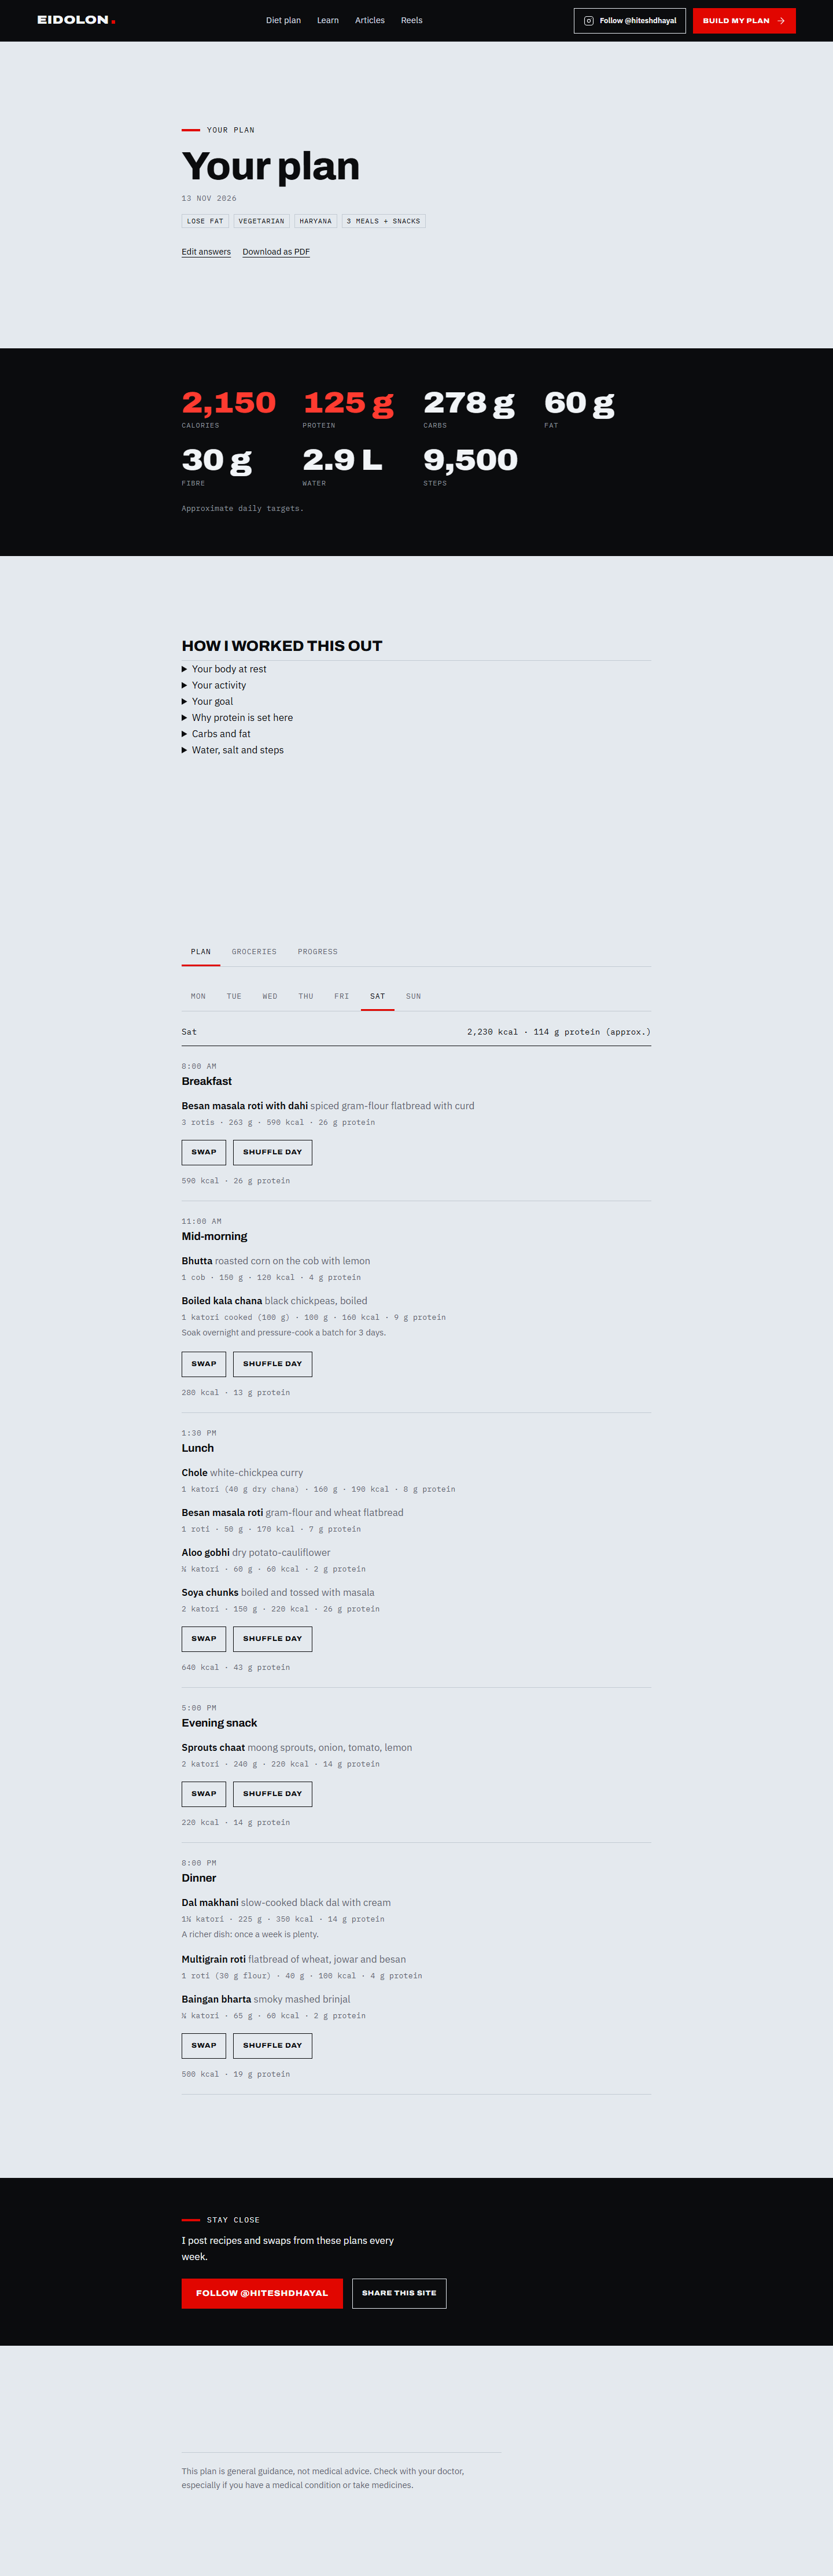 EIDOLON.
Diet plan Learn Articles Reels
Follow @hiteshdhayal
BUILD MY PLAN →
YOUR PLAN
Your plan
13 NOV 2026
LOSE FAT VEGETARIAN HARYANA 3 MEALS + SNACKS
Edit answers Download as PDF
2,150 125 g 278 g 60 g
CALORIES PROTEIN CARBS FAT
30 g 2.9 L 9,500
FIBRE WATER STEPS
Approximate daily targets.
HOW I WORKED THIS OUT
Your body at rest
Your activity
Your goal
Why protein is set here
Carbs and fat
Water, salt and steps
PLAN GROCERIES PROGRESS
MON TUE WED THU FRI SAT SUN
Sat 2,230 kcal · 114 g protein (approx.)
8:00 AM
Breakfast
Besan masala roti with dahi spiced gram-flour flatbread with curd
3 rotis · 263 g · 590 kcal · 26 g protein
SWAP SHUFFLE DAY
590 kcal · 26 g protein
11:00 AM
Mid-morning
Bhutta roasted corn on the cob with lemon
1 cob · 150 g · 120 kcal · 4 g protein
Boiled kala chana black chickpeas, boiled
1 katori cooked (100 g) · 100 g · 160 kcal · 9 g protein
Soak overnight and pressure-cook a batch for 3 days.
SWAP SHUFFLE DAY
280 kcal · 13 g protein
1:30 PM
Lunch
Chole white-chickpea curry
1 katori (40 g dry chana) · 160 g · 190 kcal · 8 g protein
Besan masala roti gram-flour and wheat flatbread
1 roti · 50 g · 170 kcal · 7 g protein
Aloo gobhi dry potato-cauliflower
katori · 60 g · 60 kcal · 2 g protein
Soya chunks boiled and tossed with masala
2 katori · 150 g · 220 kcal · 26 g protein
SWAP SHUFFLE DAY
640 kcal · 43 g protein
5:00 PM
Evening snack
Sprouts chaat moong sprouts, onion, tomato, lemon
2 katori · 240 g · 220 kcal · 14 g protein
SWAP SHUFFLE DAY
220 kcal · 14 g protein
8:00 PM
Dinner
Dal makhani slow-cooked black dal with cream
katori · 225 g · 350 kcal · 14 g protein
A richer dish: once a week is plenty.
Multigrain roti flatbread of wheat, jowar and besan
1 roti (30 g flour) · 40 g · 100 kcal · 4 g protein
Baingan bharta smoky mashed brinjal
katori · 65 g · 60 kcal · 2 g protein
SWAP SHUFFLE DAY
500 kcal · 19 g protein
STAY CLOSE
I post recipes and swaps from these plans every
week.
FOLLOW @HITESHDHAYAL SHARE THIS SITE
This plan is general guidance, not medical advice. Check with your doctor,
especially if you have a medical condition or take medicines.